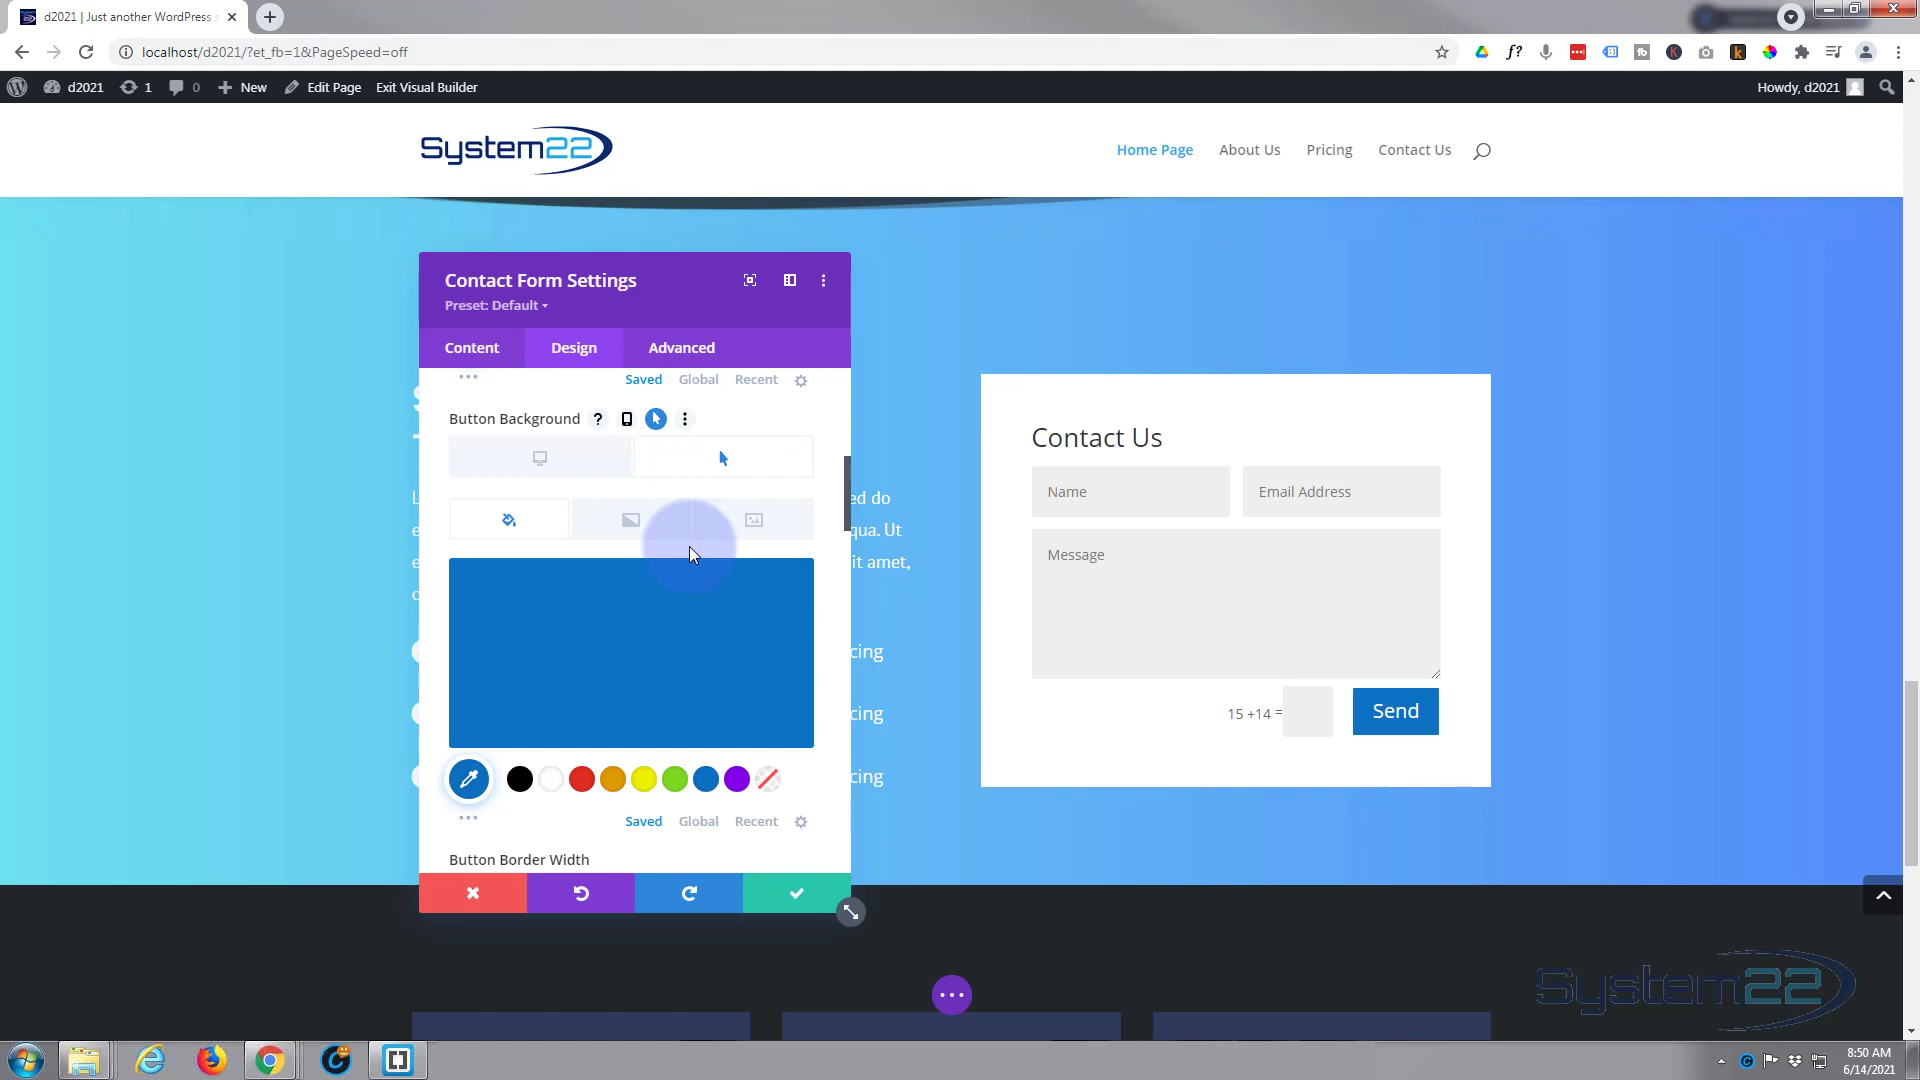 d2021 | Just another WordPress s
localhost/d2021/?et_fb=1&PageSpeed=off
d2021
1
0
New
Edit Page
Exit Visual Builder
Howdy, d2021
System22
Home Page
About Us
Pricing
Contact Us
Contact Form Settings
Preset: Default
Content
Design
Advanced
Saved
Global
Recent
Button Background
?
ed do
qua. Ut
it amet,
cing
cing
cing
Saved
Global
Recent
Button Border Width
Contact Us
Name
Email Address
Message
15 +14 =
Send
System22
8:50 AM
6/14/2021